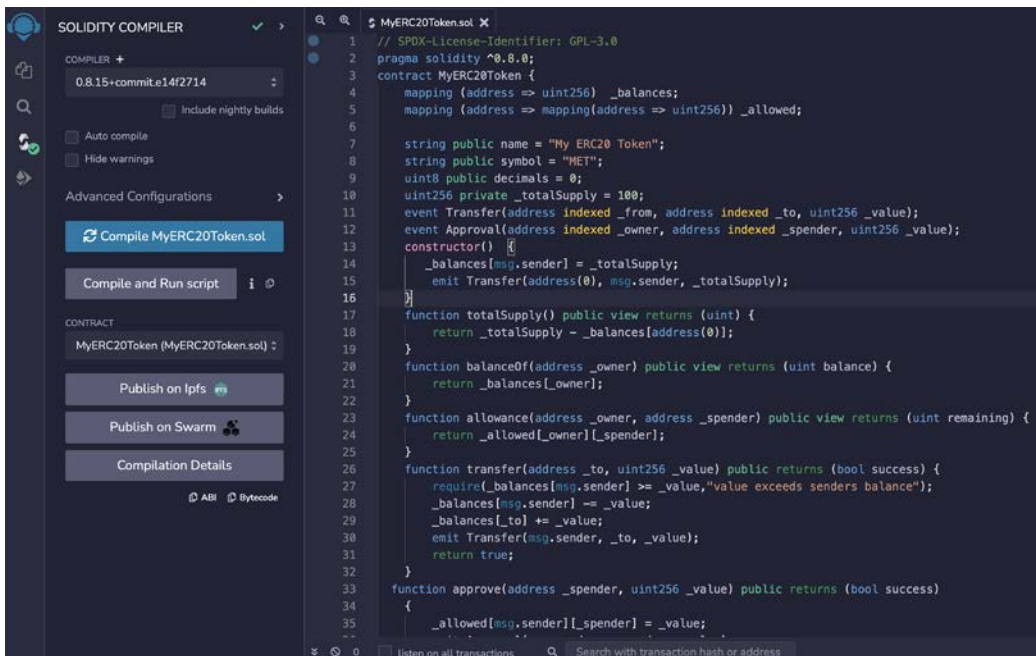 SOLIDITY COMPILER
COMPILER +
0.8.15+commit.e14f2714
Include nightly builds
Auto compile
Hide warnings
Advanced Configurations
Compile MyERC20Token.sol
Compile and Run script
i
CONTRACT
MyERC20Token (MyERC20Token.sol)
Publish on Ipfs
Publish on Swarm
Compilation Details
ABI Bytecode
MyERC20Token.sol
1 // SPDX-License-Identifier: GPL-3.0
2 pragma solidity ^0.8.0;
3 contract MyERC20Token {
4 mapping (address => uint256) _balances;
5 mapping (address => mapping(address => uint256)) _allowed;
6
7 string public name = "My ERC20 Token";
8 string public symbol = "MET";
9 uint8 public decimals = 0;
10 uint256 private _totalSupply = 100;
11 event Transfer(address indexed _from, address indexed _to, uint256 _value);
12 event Approval(address indexed _owner, address indexed _spender, uint256 _value);
13 constructor() {
14 _balances[msg.sender] = _totalSupply;
15 emit Transfer(address(0), msg.sender, _totalSupply);
16 }
17 function totalSupply() public view returns (uint) {
18 return _totalSupply - _balances[address(0)];
19 }
20 function balanceOf(address _owner) public view returns (uint balance) {
21 return _balances[_owner];
22 }
23 function allowance(address _owner, address _spender) public view returns (uint remaining) {
24 return _allowed[_owner][_spender];
25 }
26 function transfer(address _to, uint256 _value) public returns (bool success) {
27 require(_balances[msg.sender] >= _value,"value exceeds senders balance");
28 _balances[msg.sender] -= _value;
29 _balances[_to] += _value;
30 emit Transfer(msg.sender, _to, _value);
31 return true;
32 }
33 function approve(address _spender, uint256 _value) public returns (bool success)
34 {
35 _allowed[msg.sender][_spender] = _value;
0 listen on all transactions Search with transaction hash or address